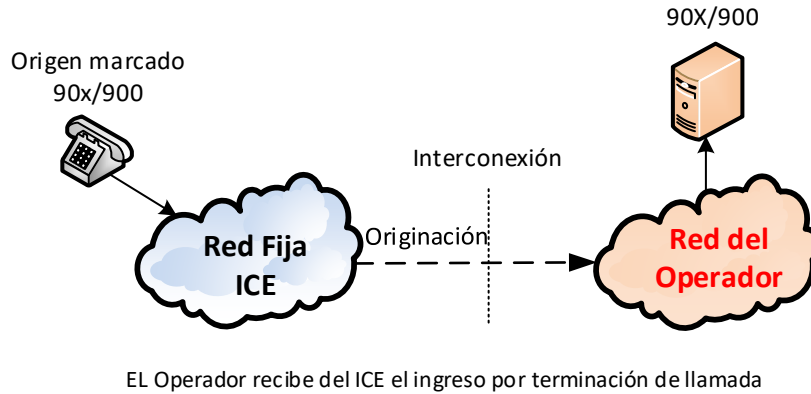 90X/900
Origen marcado
90x/900
Interconexión
Originación
Red Fija
ICE
Red del
Operador
EL Operador recibe del ICE el ingreso por terminación de llamada